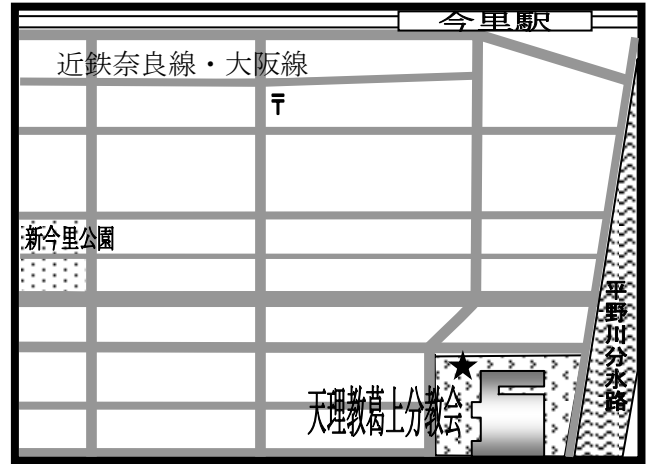 今里駅
近鉄奈良線・大阪線
〒
新今里公園
平野川分水路
天理教葛上分教会